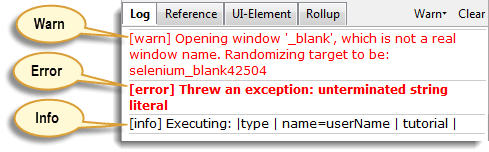 Log Reference UI-Element Rollup Warn Clear
Warn
[warn] Opening window '_blank', which is not a real
window name. Randomizing target to be:
selenium_blank42504
Error
[error] Threw an exception: unterminated string
literal
Info
[info] Executing: |type | name=userName | tutorial |